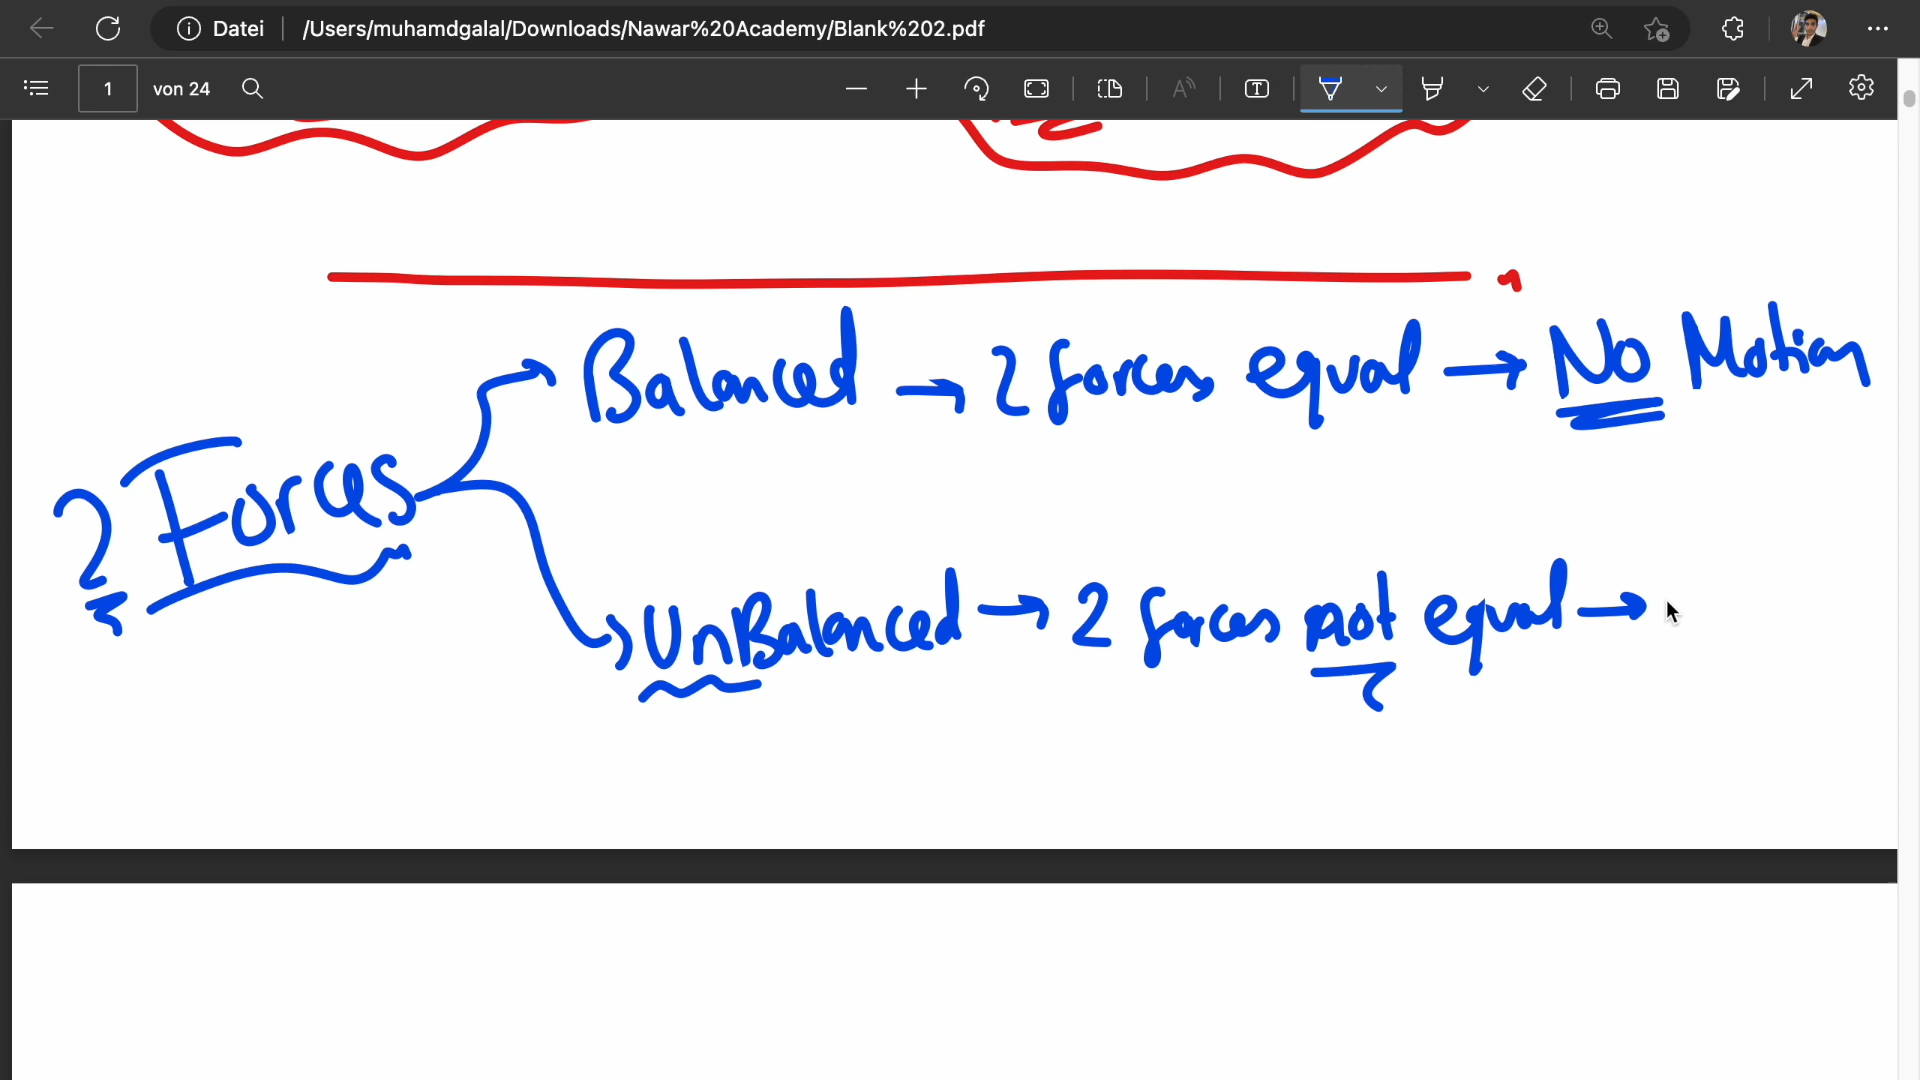 Datei
/Users/muhamdgalal/Downloads/Nawar%20Academy/Blank%202.pdf
1 von 24
Balanced → 2 forces equal → No Motion
2 Forces
UnBalanced → 2 forces not equal →